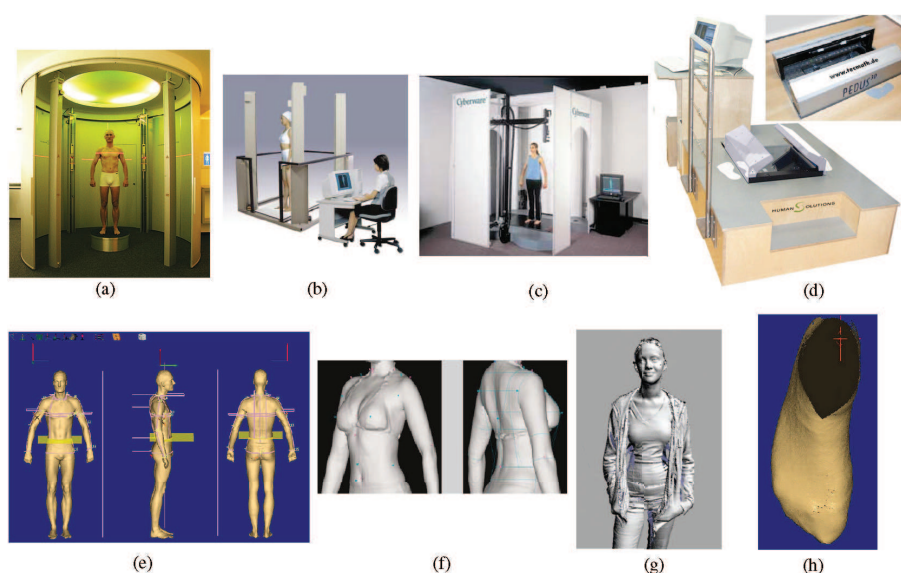 Cyberware
www.tecmath.de
PEDUS
HUMAN SOLUTIONS
(a)
(b)
(c)
(d)
(e)
(f)
(g)
(h)